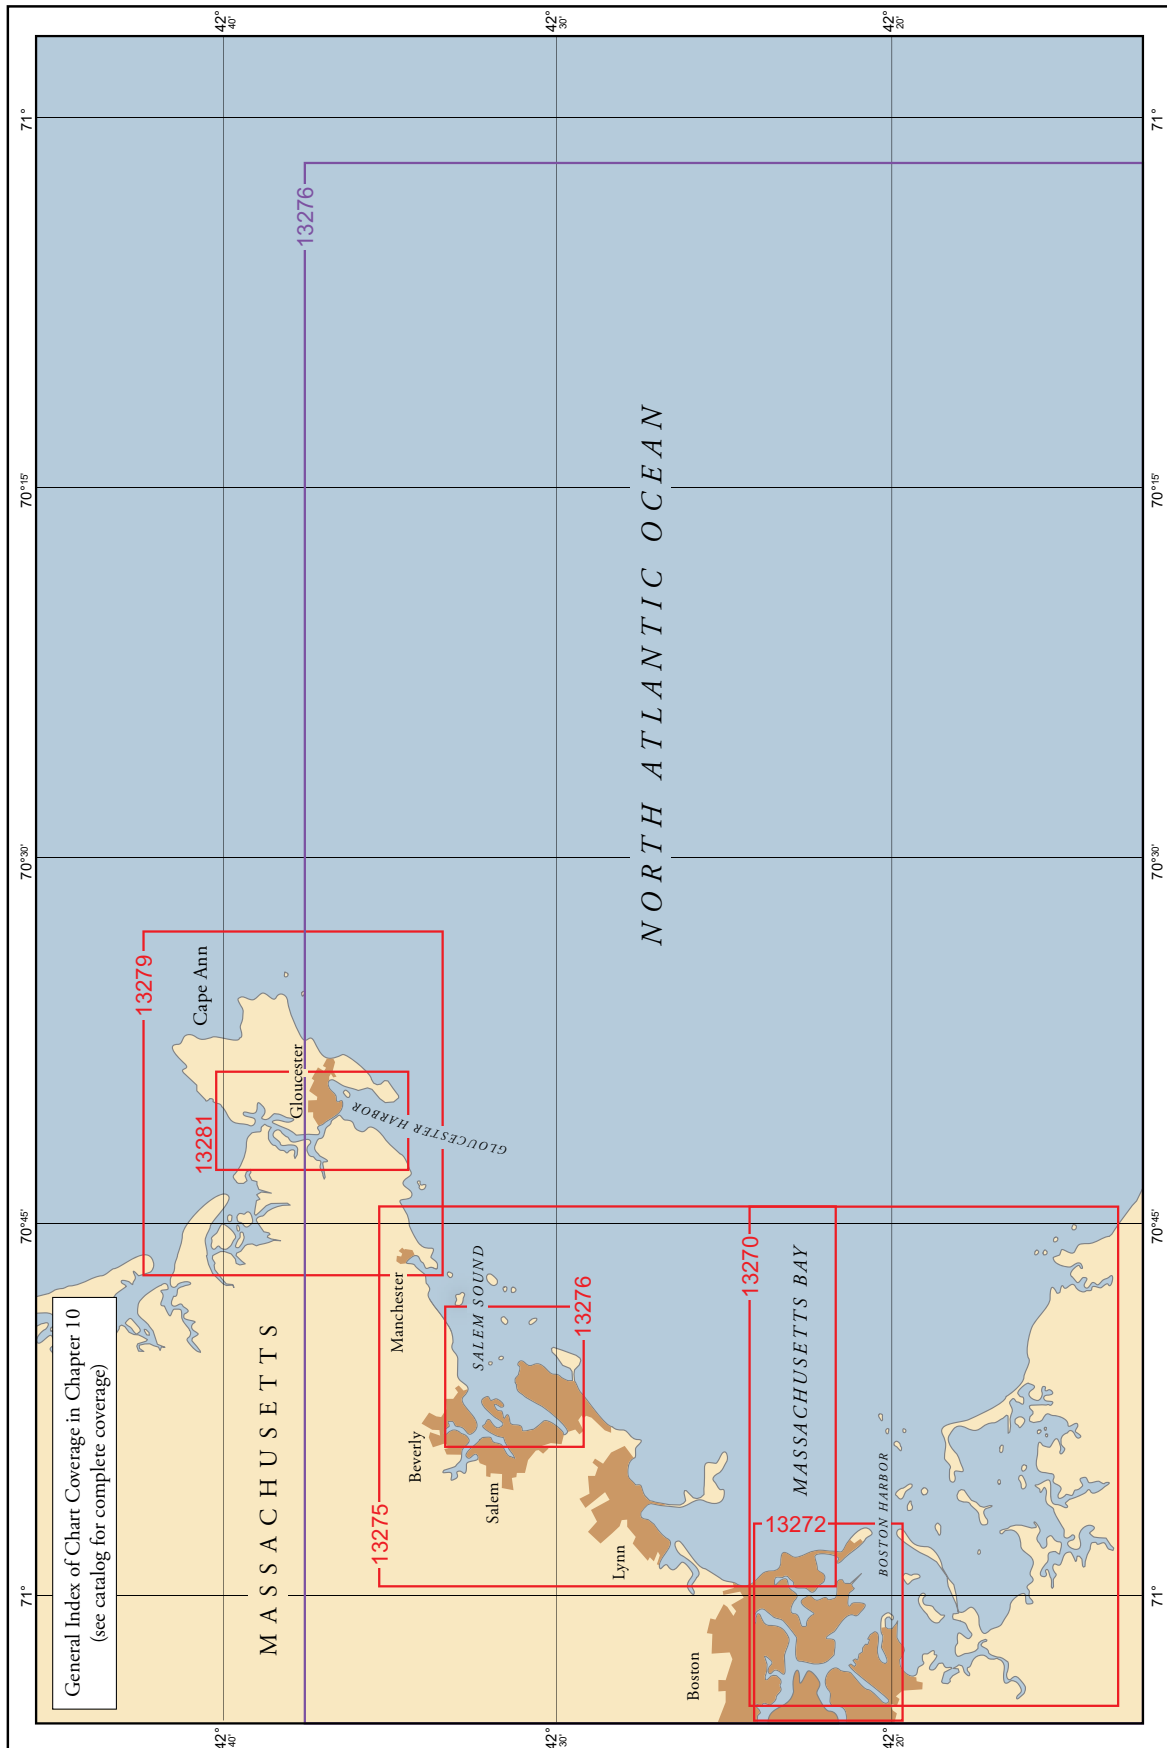 General Index of Chart Coverage in Chapter 10
(see catalog for complete coverage)
42°
40'
42°
30'
42°
20'
71°
70°15'
70°30'
70°45'
71°
71°
70°15'
70°30'
70°45'
71°
42°
40'
42°
30'
42°
20'
MASSACHUSETTS
NORTH ATLANTIC OCEAN
13276
13279
Cape Ann
13281
Gloucester
GLOUCESTER HARBOR
Manchester
SALEM SOUND
13276
Beverly
Salem
13275
Lynn
13270
MASSACHUSETTS BAY
13272
BOSTON HARBOR
Boston